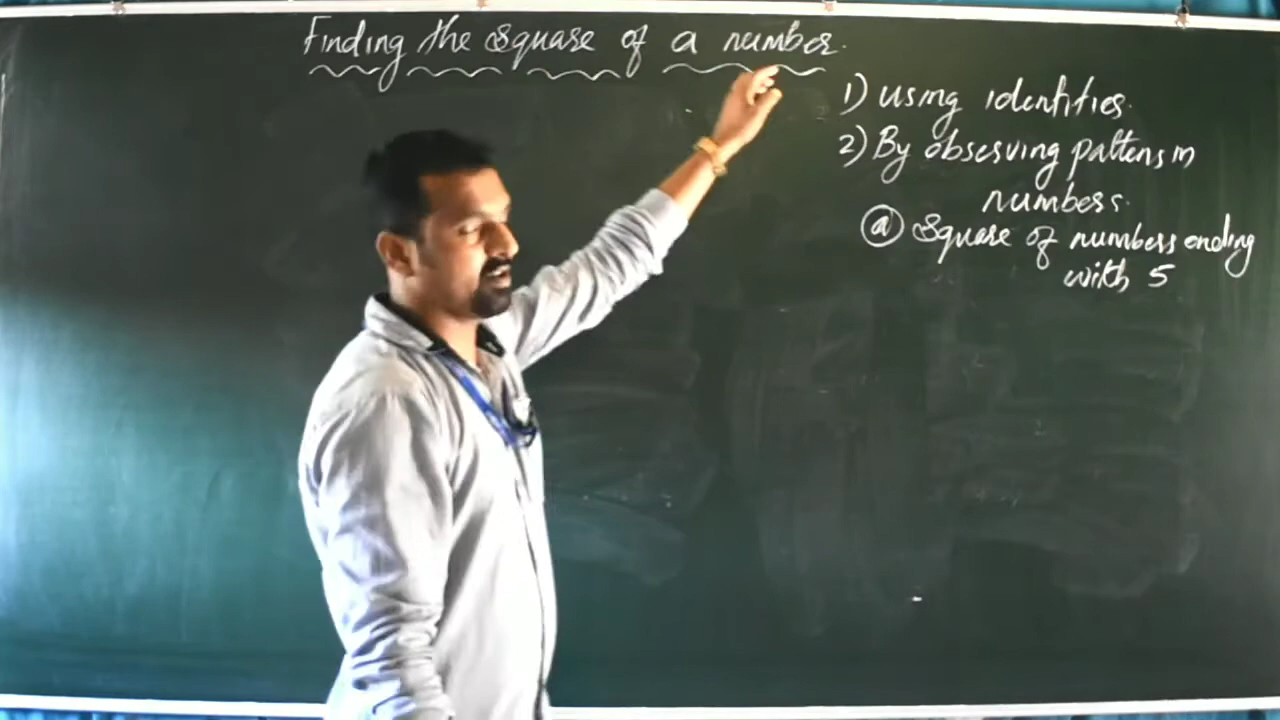 Finding the square of a number.
1) using identities.
2) By observing patterns in
numbers.
(a) Square of numbers ending
with 5